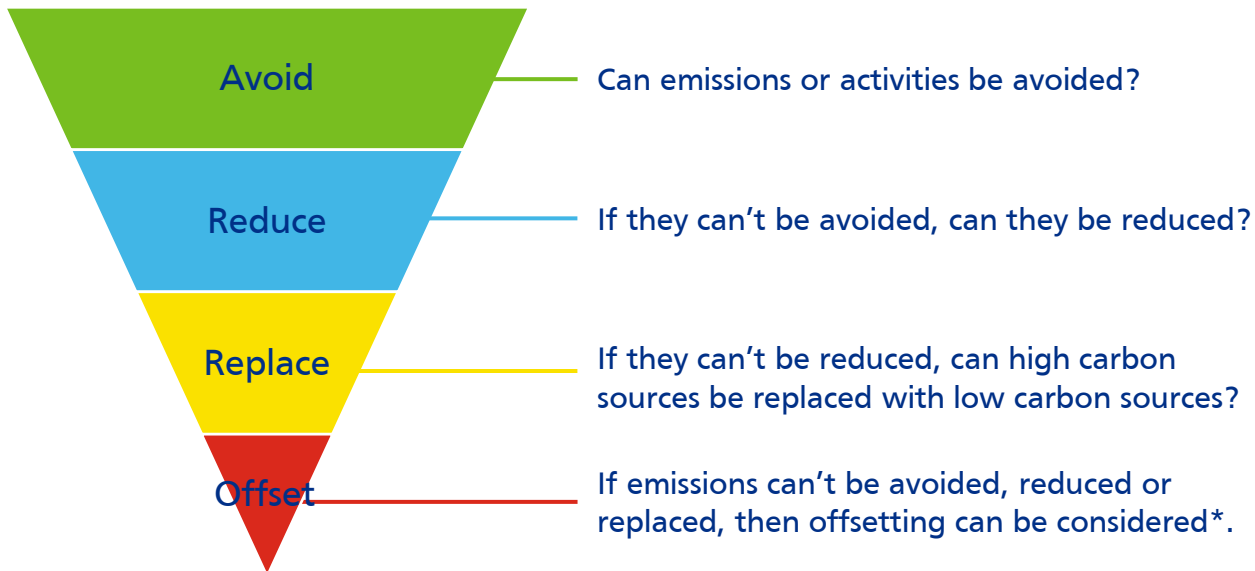 Avoid
Can emissions or activities be avoided?
Reduce
If they can’t be avoided, can they be reduced?
Replace
If they can’t be reduced, can high carbon
sources be replaced with low carbon sources?
Offset
If emissions can’t be avoided, reduced or
replaced, then offsetting can be considered*.